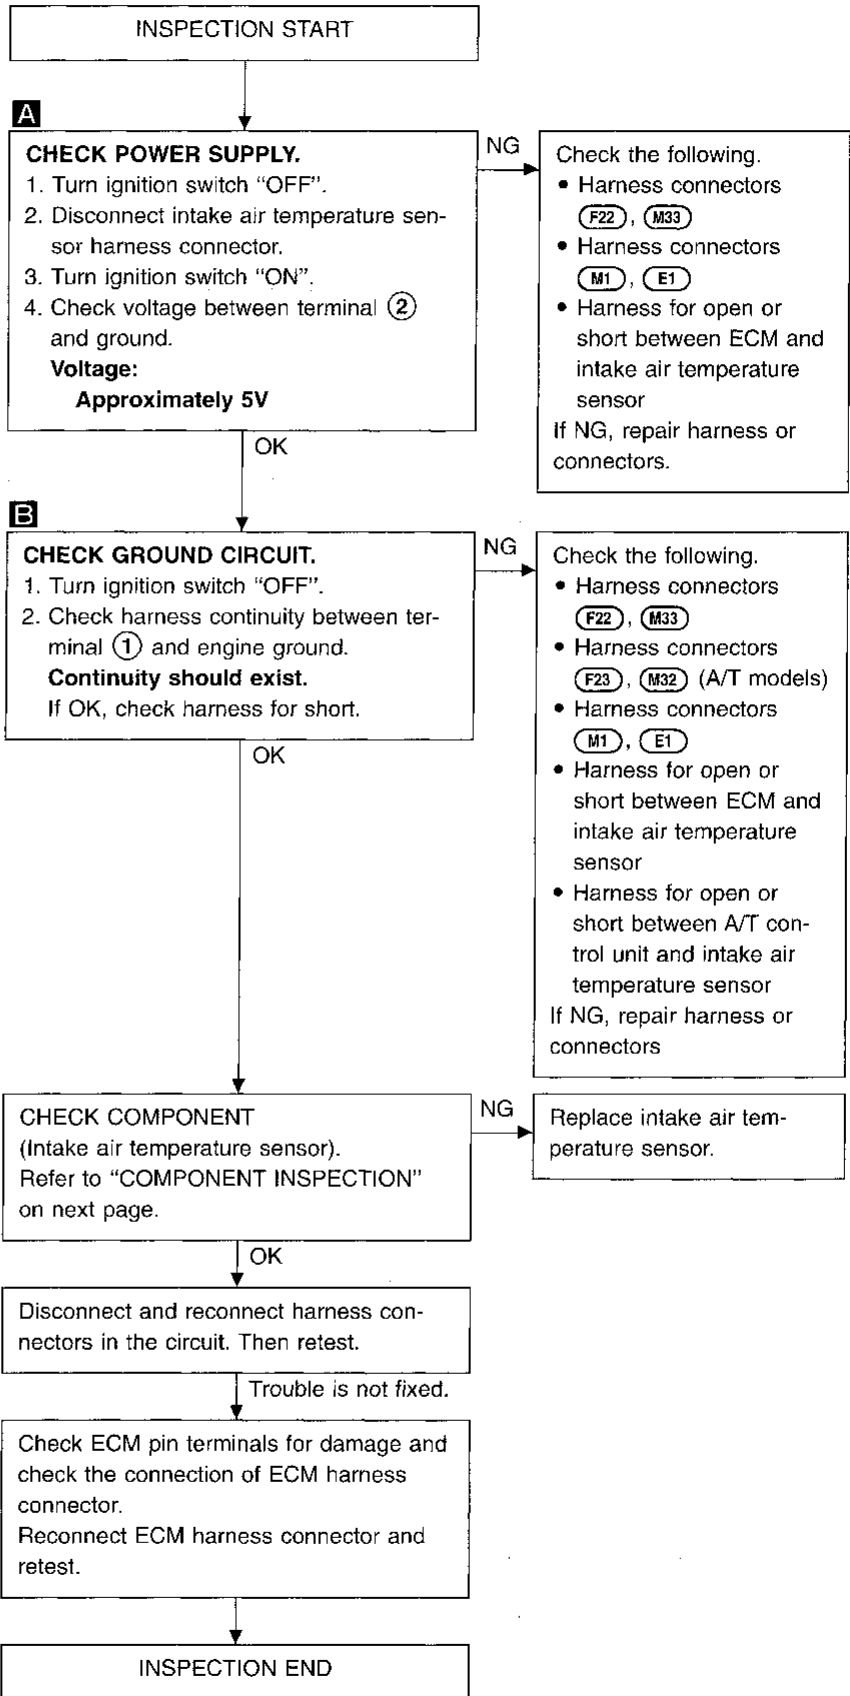 INSPECTION START
A
CHECK POWER SUPPLY.
1. Turn ignition switch “OFF”.
2. Disconnect intake air temperature sen-
sor harness connector.
3. Turn ignition switch “ON”.
4. Check voltage between terminal ②
and ground.
Voltage:
Approximately 5V
NG
Check the following.
• Harness connectors
F22, M33
• Harness connectors
M1, E1
• Harness for open or
short between ECM and
intake air temperature
sensor
If NG, repair harness or
connectors.
OK
B
CHECK GROUND CIRCUIT.
1. Turn ignition switch “OFF”.
2. Check harness continuity between ter-
minal ① and engine ground.
Continuity should exist.
If OK, check harness for short.
NG
Check the following.
• Harness connectors
F22, M33
• Harness connectors
F23, M32 (A/T models)
• Harness connectors
M1, E1
• Harness for open or
short between ECM and
intake air temperature
sensor
• Harness for open or
short between A/T con-
trol unit and intake air
temperature sensor
If NG, repair harness or
connectors
OK
CHECK COMPONENT
(Intake air temperature sensor).
Refer to “COMPONENT INSPECTION”
on next page.
NG
Replace intake air tem-
perature sensor.
OK
Disconnect and reconnect harness con-
nectors in the circuit. Then retest.
Trouble is not fixed.
Check ECM pin terminals for damage and
check the connection of ECM harness
connector.
Reconnect ECM harness connector and
retest.
INSPECTION END